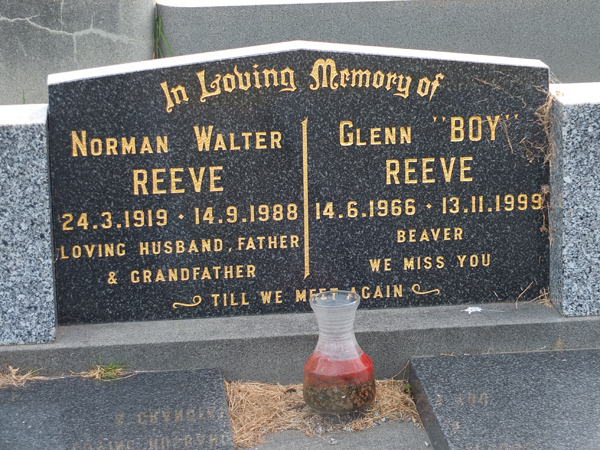 In Loving Memory of
NORMAN WALTER
REEVE
24.3.1919 · 14.9.1988
LOVING HUSBAND, FATHER
& GRANDFATHER
GLENN "BOY"
REEVE
14.6.1966 · 13.11.1999
BEAVER
WE MISS YOU
TILL WE MEET AGAIN